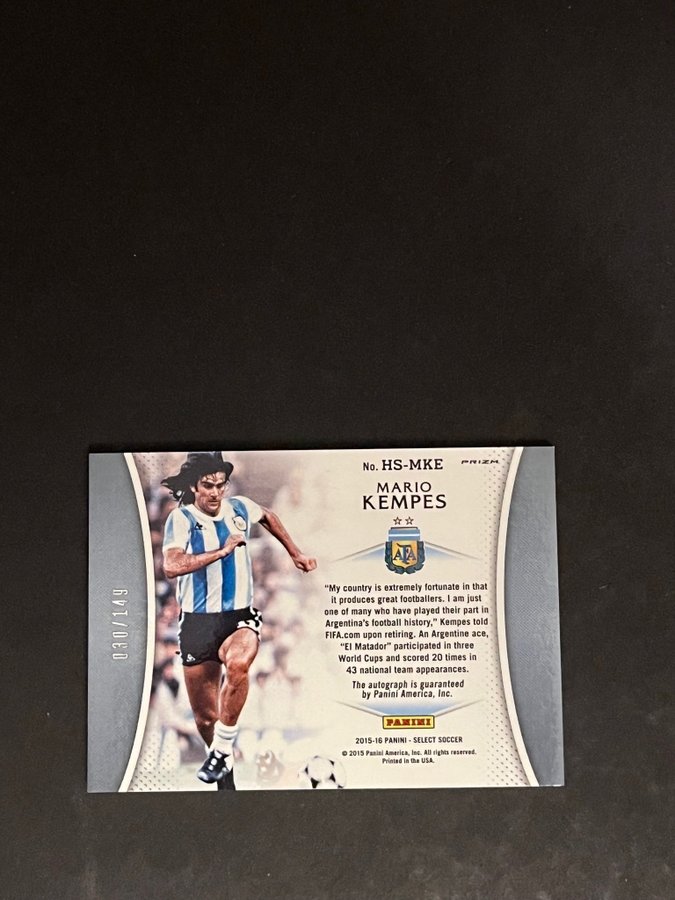 No. HS-MKE
PRIZM
MARIO
KEMPES
AFA
"My country is extremely fortunate in that
it produces great footballers. I am just
one of many who have played their part in
Argentina's football history," Kempes told
FIFA.com upon retiring. An Argentine ace,
"El Matador" participated in three
World Cups and scored 20 times in
43 national team appearances.
The autograph is guaranteed
by Panini America, Inc.
PANINI
2015-16 PANINI - SELECT SOCCER
© 2015 Panini America, Inc. All rights reserved.
Printed in the USA.
030/149